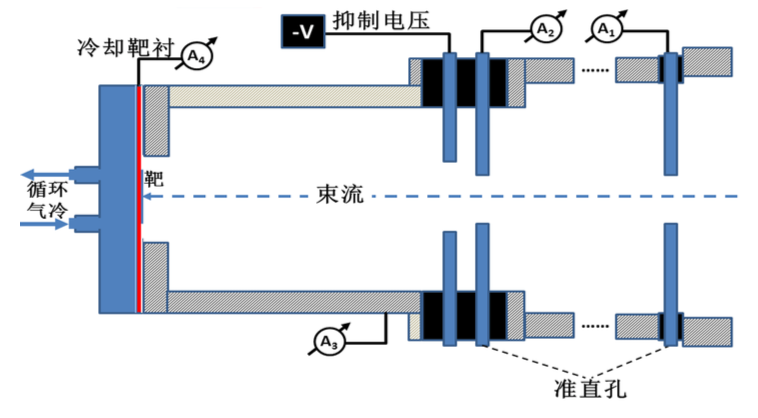 -V
抑制电压
A₂
A₁
冷却靶衬
A₄
靶
循环
气冷
束流
A₃
......
......
准直孔